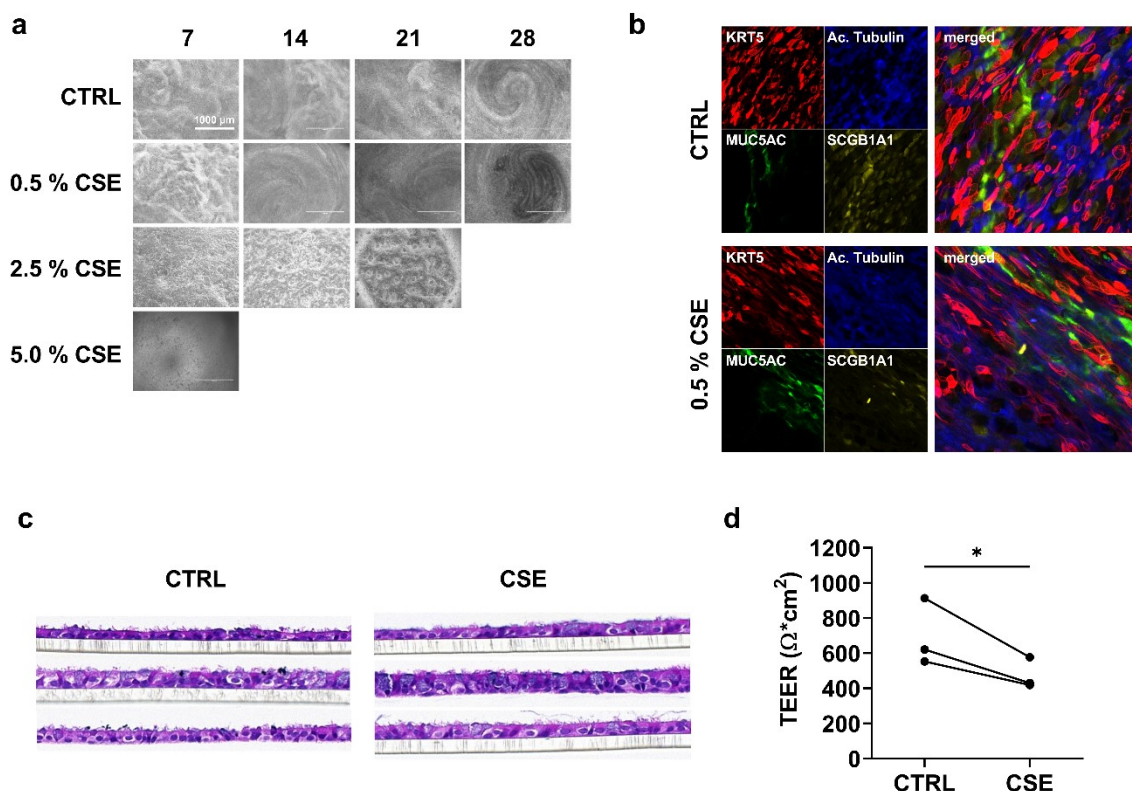 a
7 14 21 28
CTRL
1000 µm
0.5 % CSE
2.5 % CSE
5.0 % CSE
b
CTRL
KRT5 Ac. Tubulin merged
MUC5AC SCGB1A1
0.5 % CSE
KRT5 Ac. Tubulin merged
MUC5AC SCGB1A1
c
CTRL CSE
d
TEER (Ω*cm²)
1200
1000
800
600
400
200
0
*
CTRL CSE